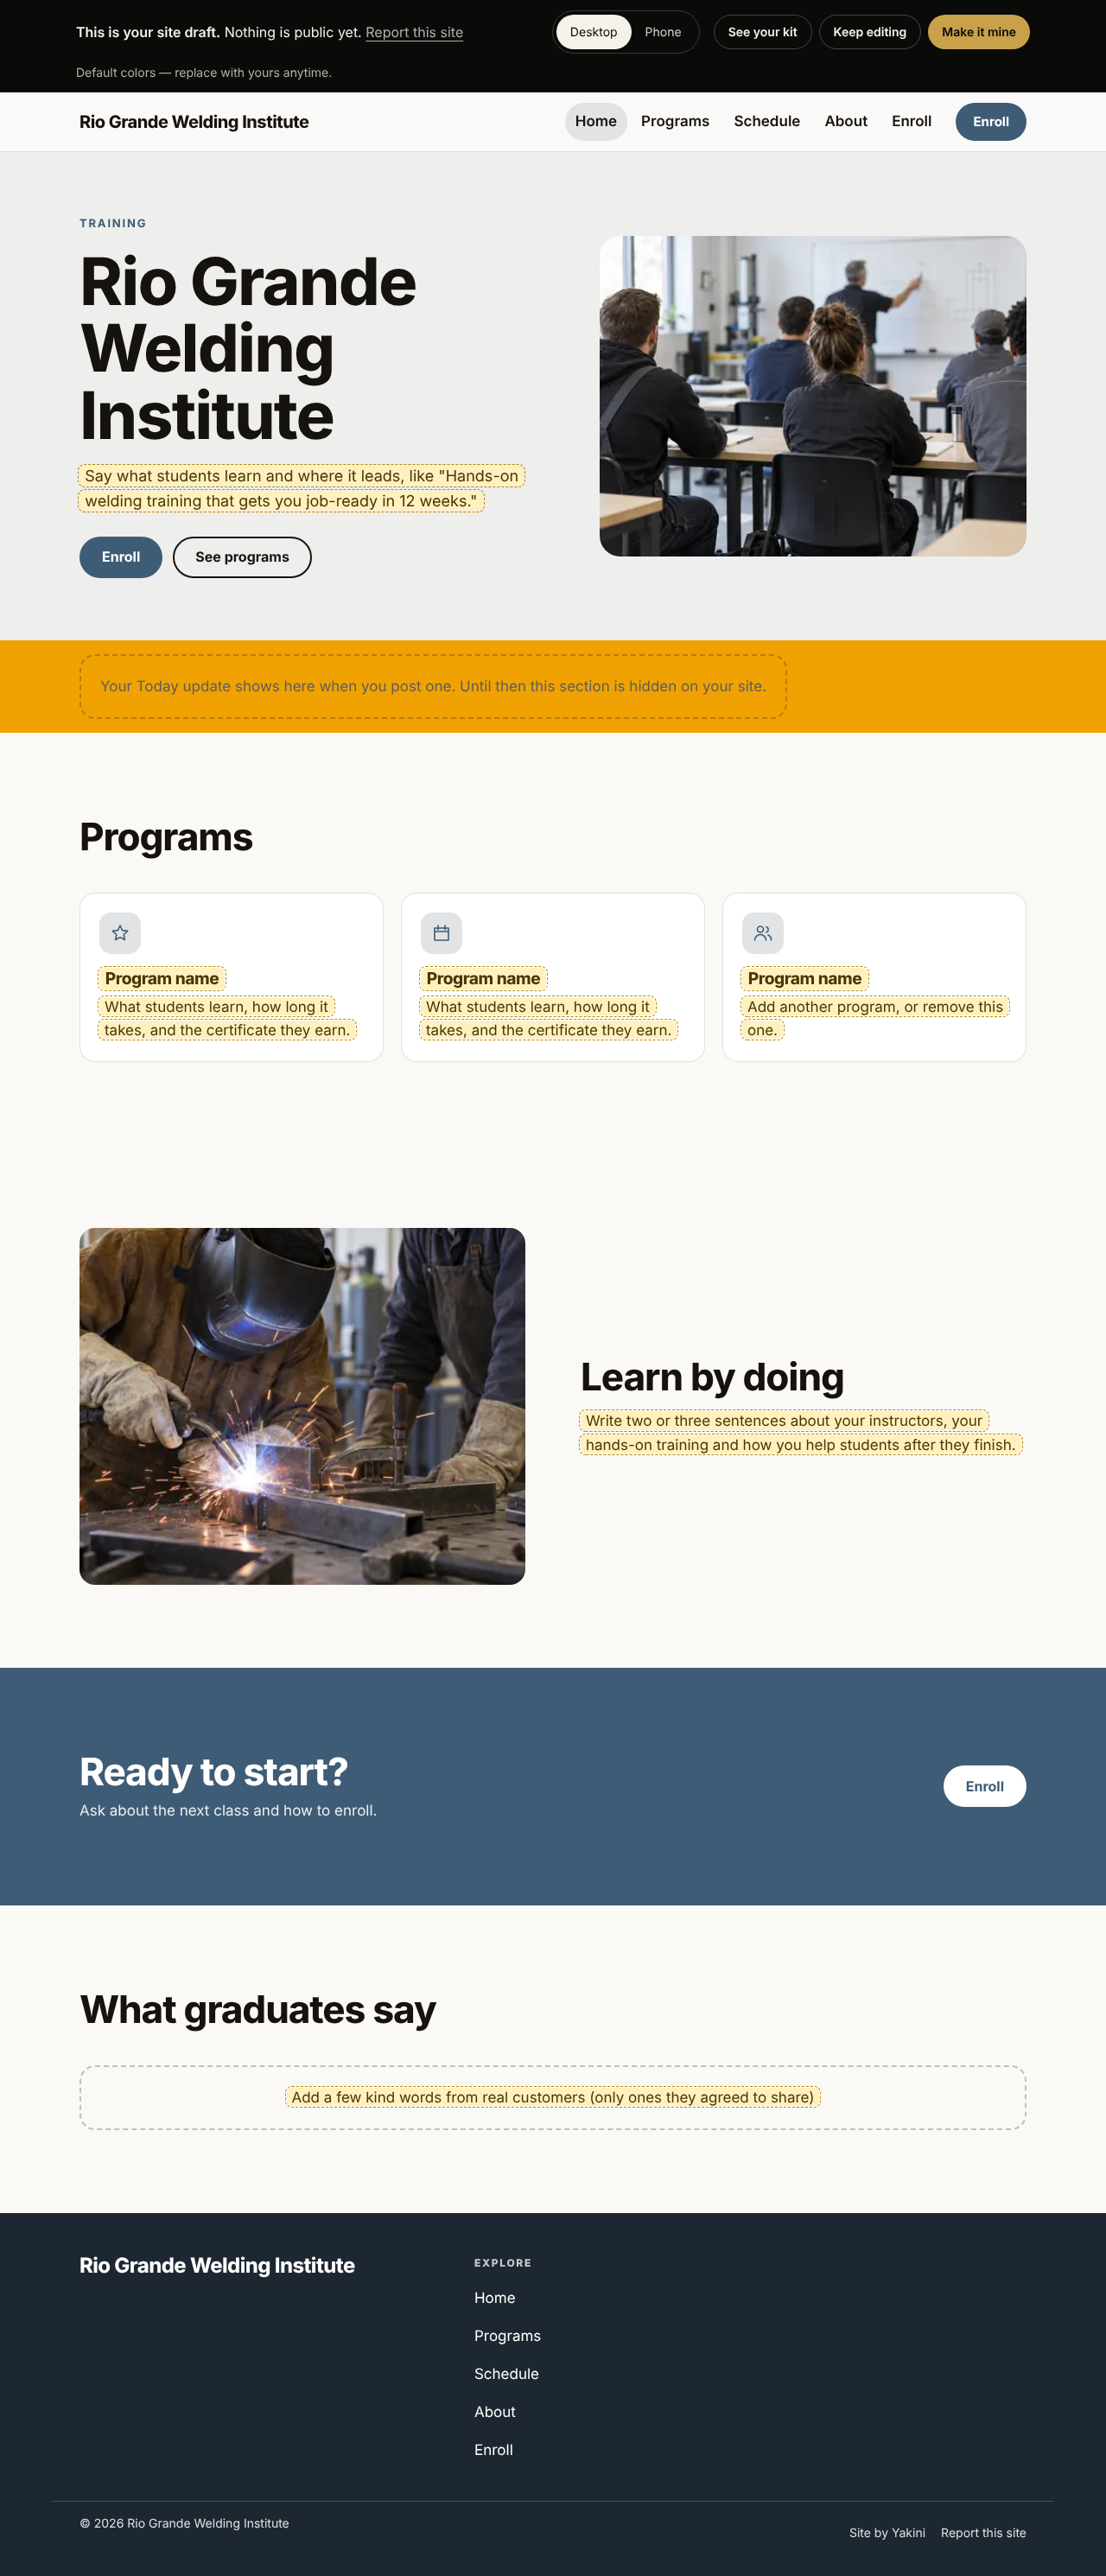 This is your site draft. Nothing is public yet. Report this site
Desktop Phone See your kit Keep editing Make it mine
Default colors — replace with yours anytime.
Rio Grande Welding Institute
Home Programs Schedule About Enroll Enroll
TRAINING
Rio Grande
Welding
Institute
Say what students learn and where it leads, like "Hands-on
welding training that gets you job-ready in 12 weeks."
Enroll See programs
Your Today update shows here when you post one. Until then this section is hidden on your site.
Programs
Program name
What students learn, how long it
takes, and the certificate they earn.
Program name
What students learn, how long it
takes, and the certificate they earn.
Program name
Add another program, or remove this
one.
Learn by doing
Write two or three sentences about your instructors, your
hands-on training and how you help students after they finish.
Ready to start?
Ask about the next class and how to enroll.
Enroll
What graduates say
Add a few kind words from real customers (only ones they agreed to share)
Rio Grande Welding Institute
EXPLORE
Home
Programs
Schedule
About
Enroll
© 2026 Rio Grande Welding Institute
Site by Yakini Report this site